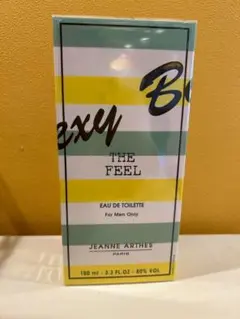 Bo
exy
THE
FEEL
EAU DE TOILETTE
For Men Only
JEANNE ARTHES
PARIS
100 ml - 3.3 FL.OZ - 80% VOL